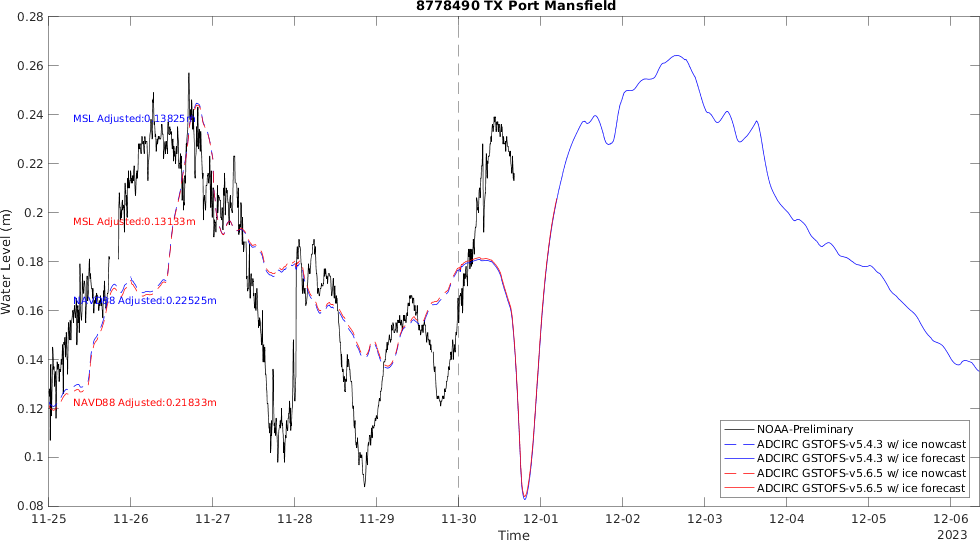 8778490 TX Port Mansfield
Water Level (m)
0.28
0.26
0.24
0.22
0.2
0.18
0.16
0.14
0.12
0.1
0.08
MSL Adjusted:0.13825m
MSL Adjusted:0.13133m
NAVD88 Adjusted:0.22525m
NAVD88 Adjusted:0.21833m
NOAA-Preliminary
ADCIRC GSTOFS-v5.4.3 w/ ice nowcast
ADCIRC GSTOFS-v5.4.3 w/ ice forecast
ADCIRC GSTOFS-v5.6.5 w/ ice nowcast
ADCIRC GSTOFS-v5.6.5 w/ ice forecast
11-25 11-26 11-27 11-28 11-29 11-30 12-01 12-02 12-03 12-04 12-05 12-06
2023
Time